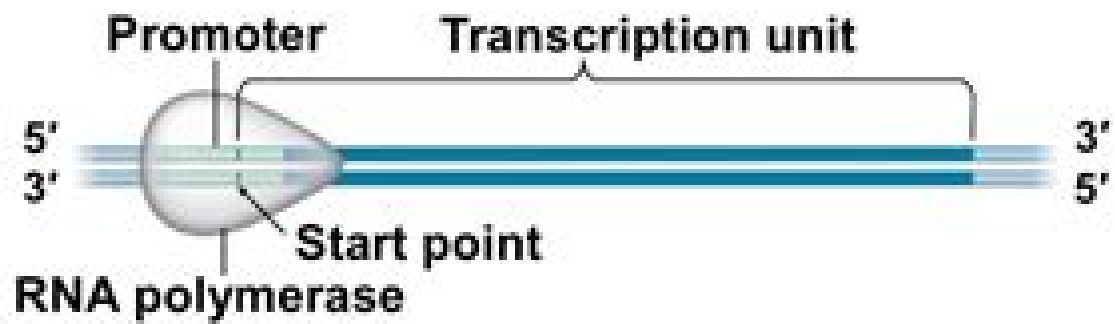 Promoter Transcription unit
5′ 3′
3′ 5′
Start point
RNA polymerase